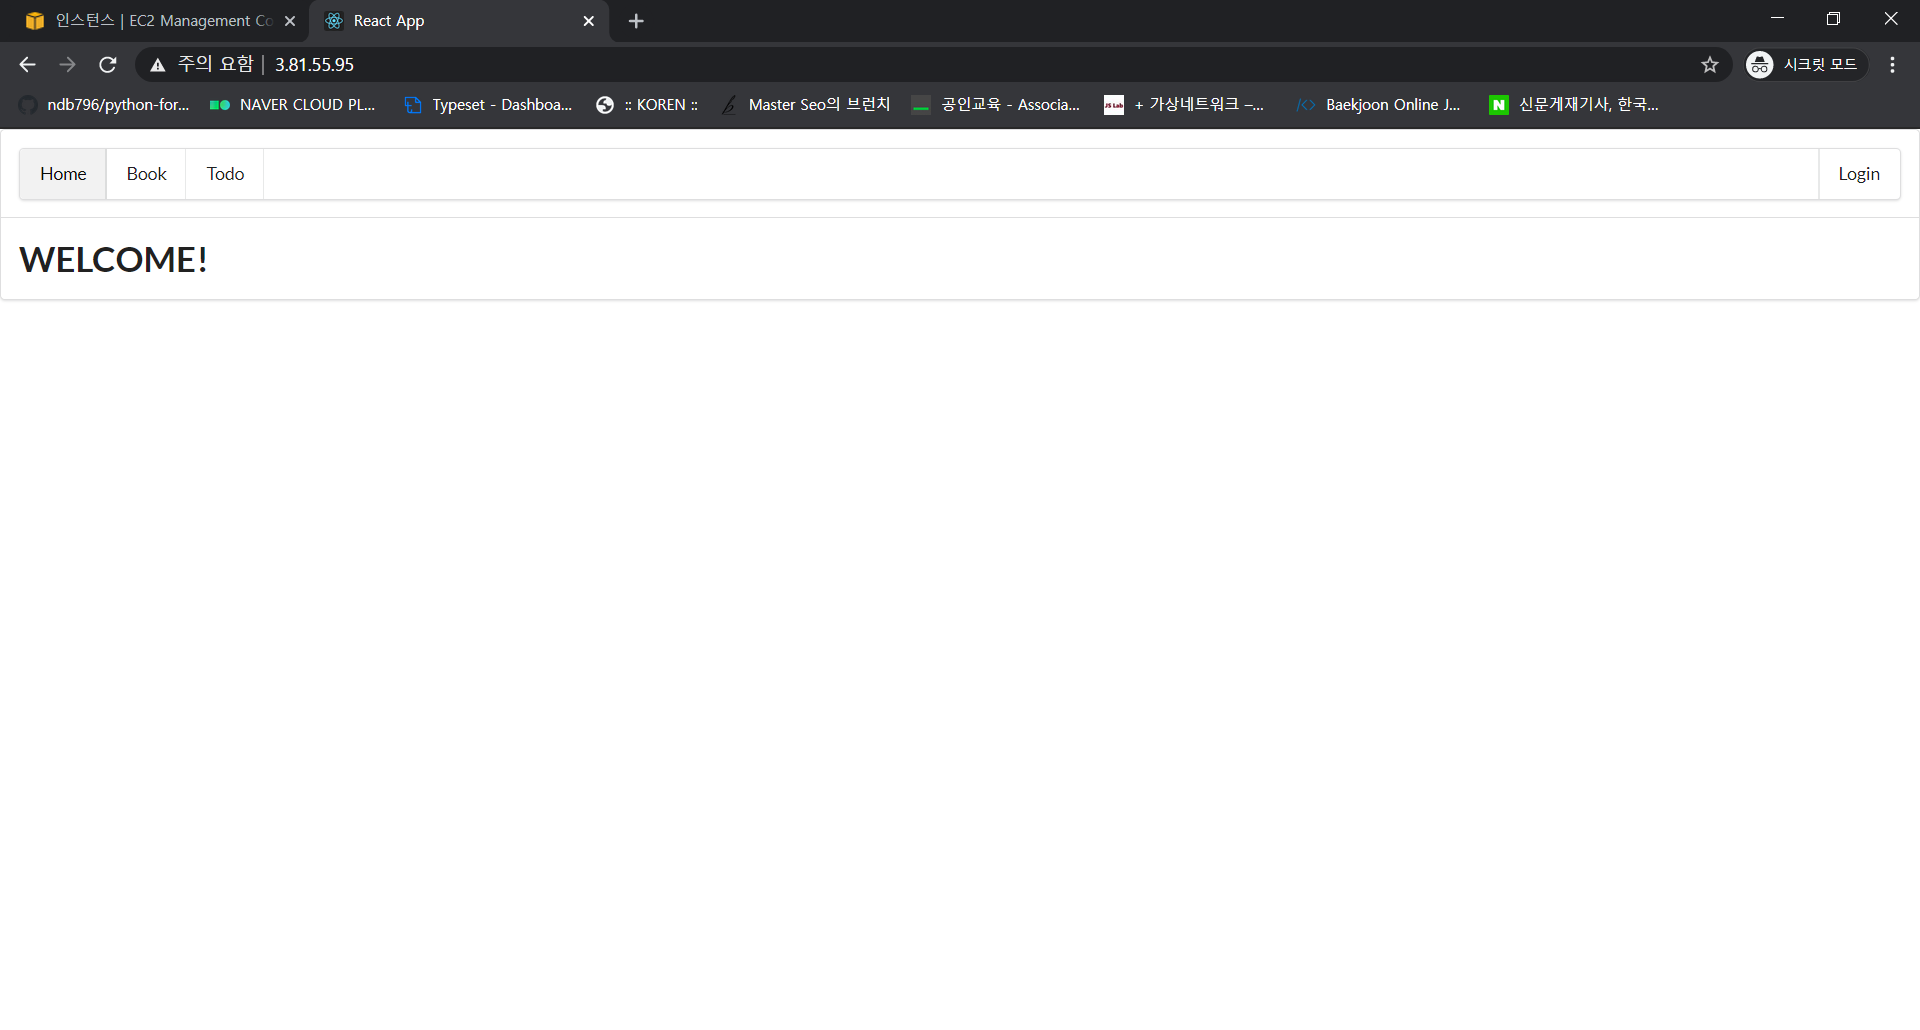 인스턴스 | EC2 Management Co
React App
주의 요함 | 3.81.55.95
시크릿 모드
ndb796/python-for...
NAVER CLOUD PL...
Typeset - Dashboa...
:: KOREN ::
Master Seo의 브런치
공인교육 - Associa...
JS Lab
+ 가상네트워크 –...
Baekjoon Online J...
N
신문게재기사, 한국...
Home
Book
Todo
Login
WELCOME!